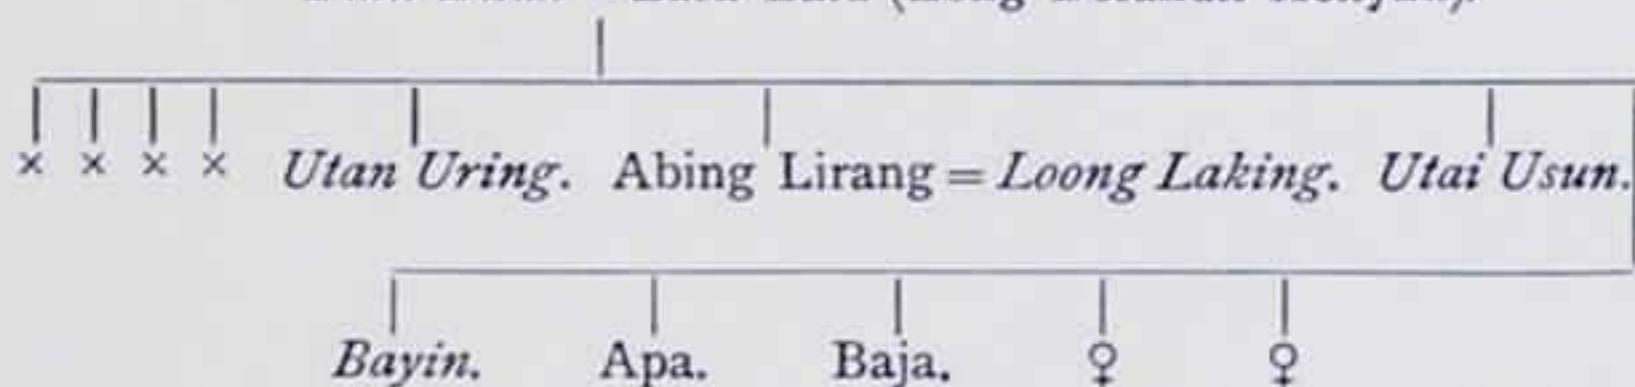 × × × × Utan Uring. Abing Lirang = Loong Laking. Utai Usun.
Bayin. Apa. Baja. ♀ ♀